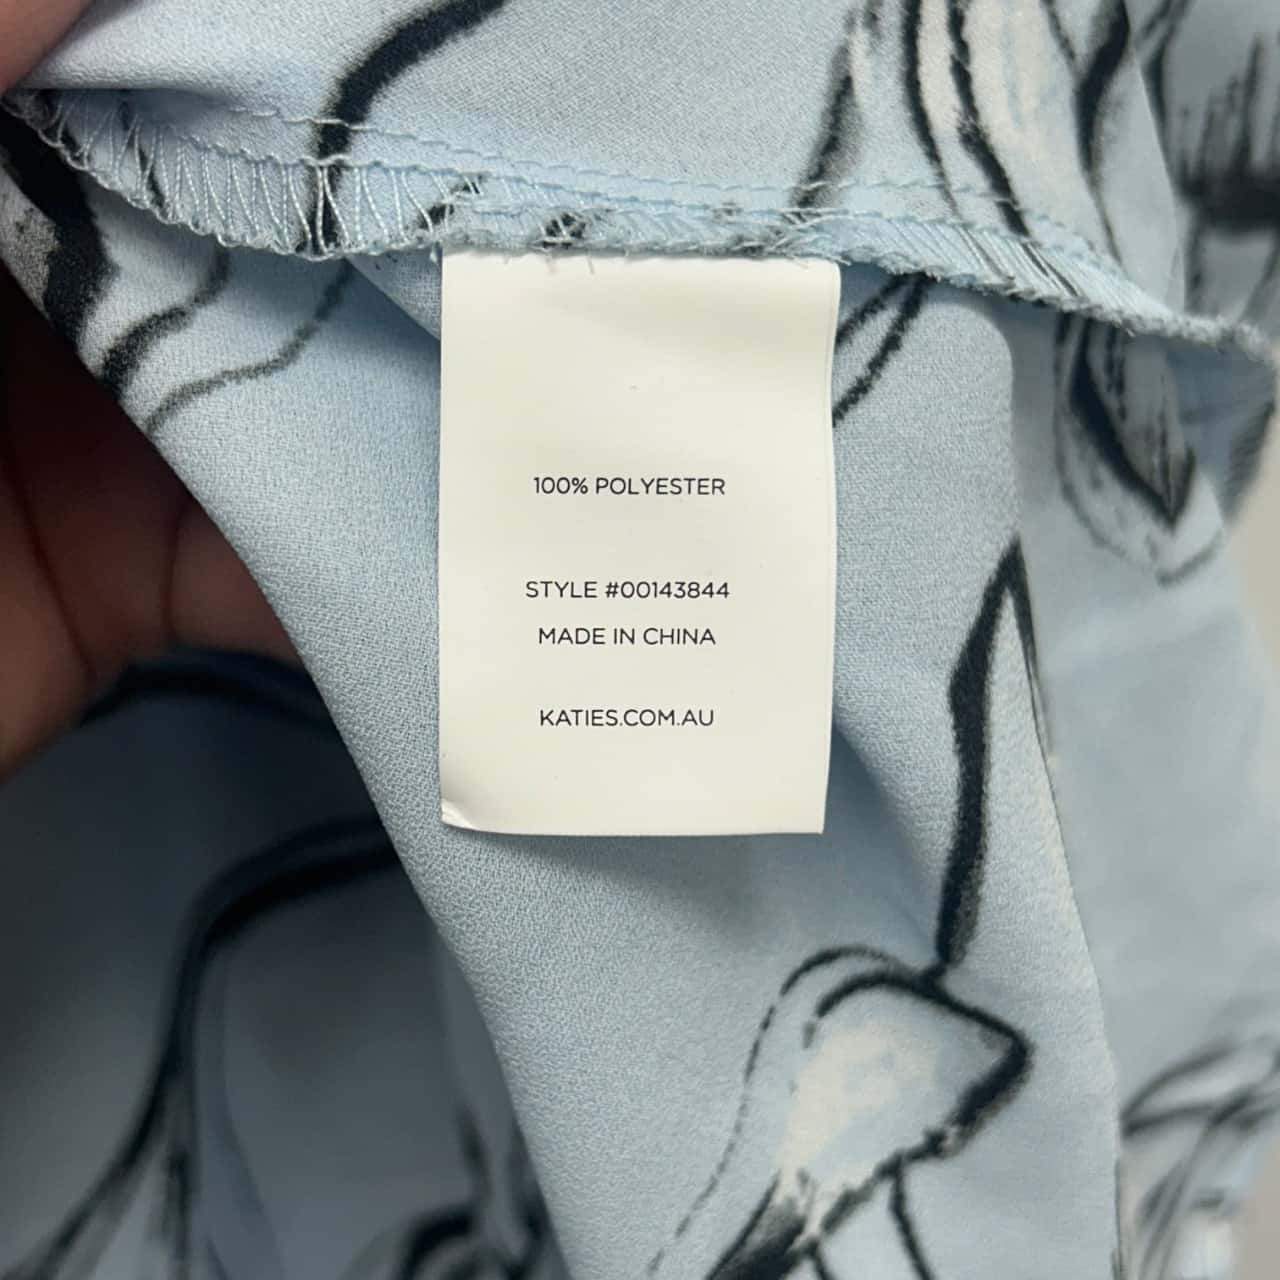 100% POLYESTER
STYLE #00143844
MADE IN CHINA
KATIES.COM.AU